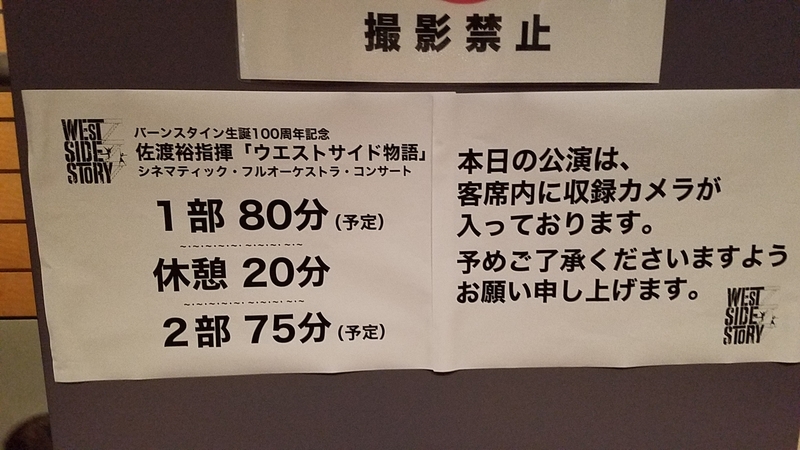 撮影禁止
WEST
SIDE
STORY
バーンスタイン生誕100周年記念
佐渡裕指揮「ウエストサイド物語」
シネマティック・フルオーケストラ・コンサート
1部 80分(予定)
休憩 20分
2部 75分(予定)
本日の公演は、
客席内に収録カメラが
入っております。
予めご了承くださいますよう
お願い申し上げます。
WEST
SIDE
STORY